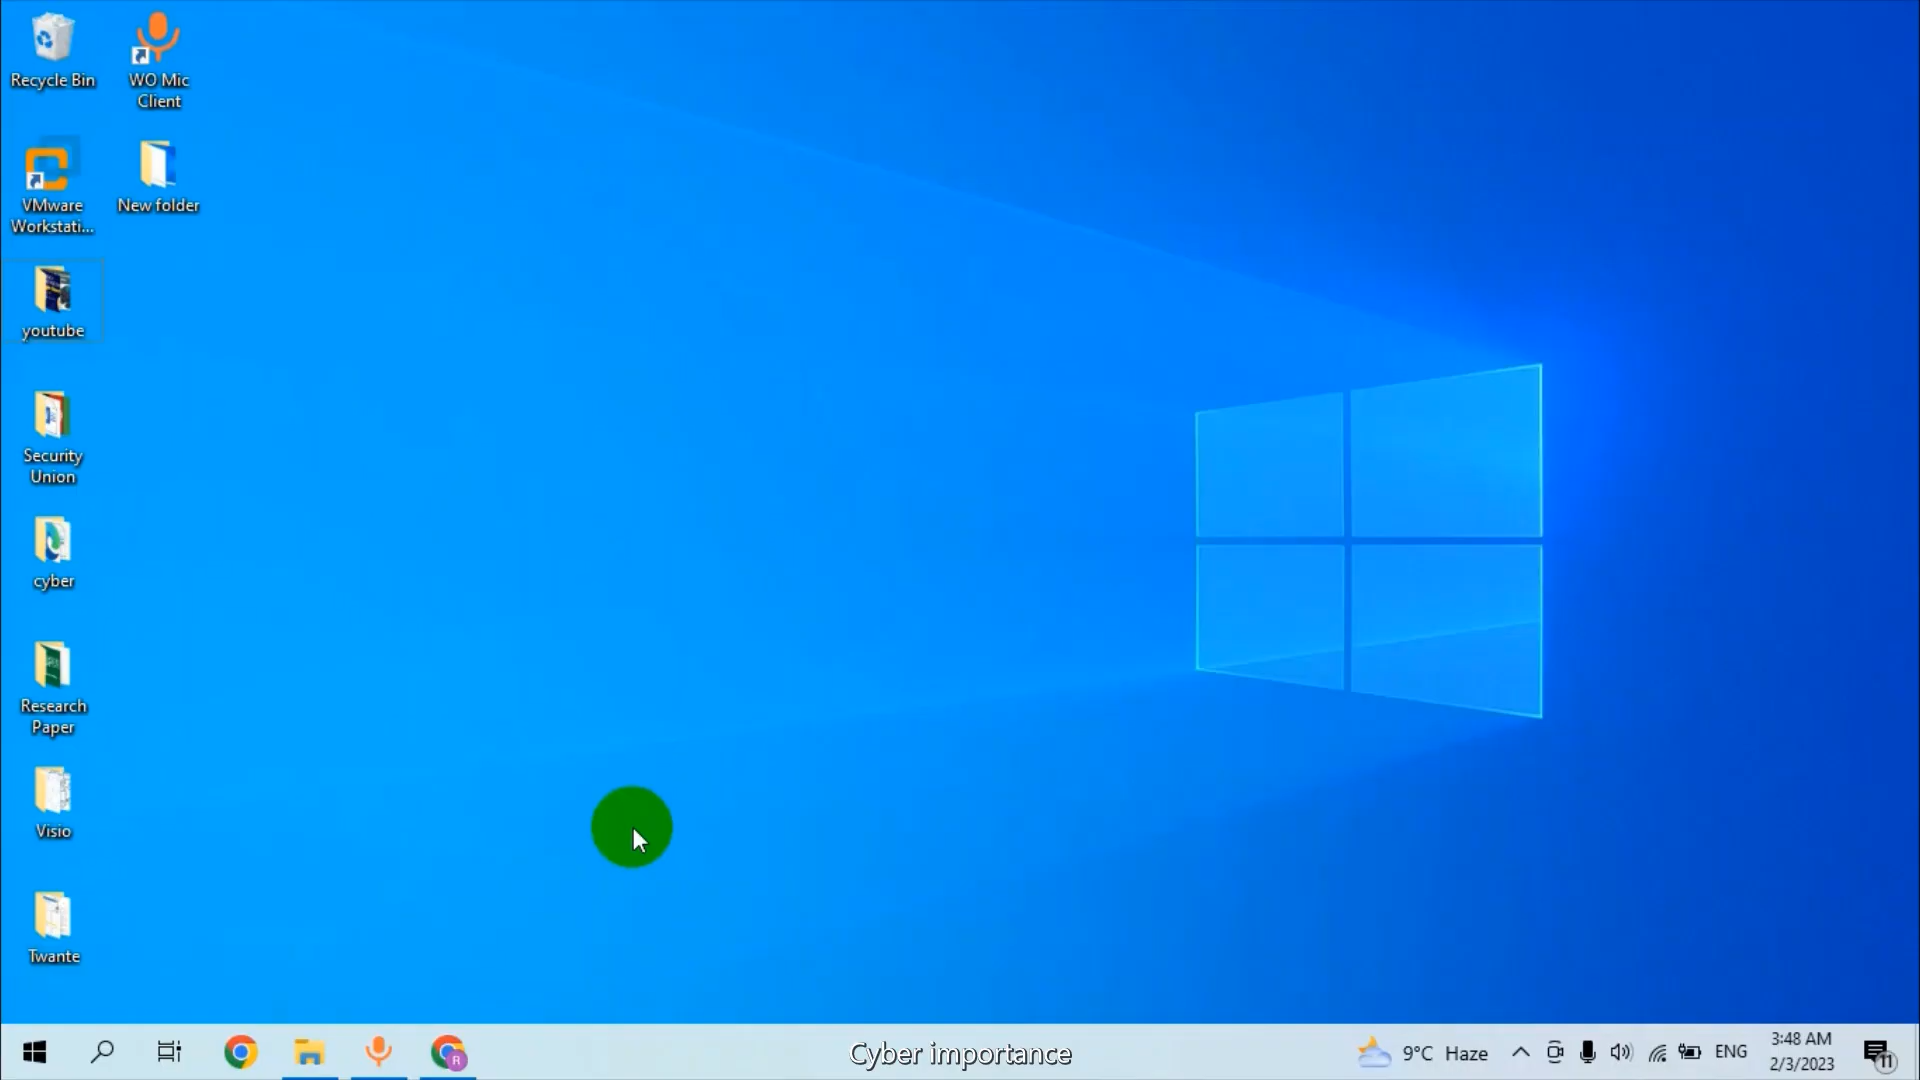 Recycle Bin
WO Mic
Client
VMware
Workstati...
New folder
youtube
Security
Union
cyber
Research
Paper
Visio
Twante
R
Cyber importance
9°C Haze
ENG
3:48 AM
2/3/2023
11